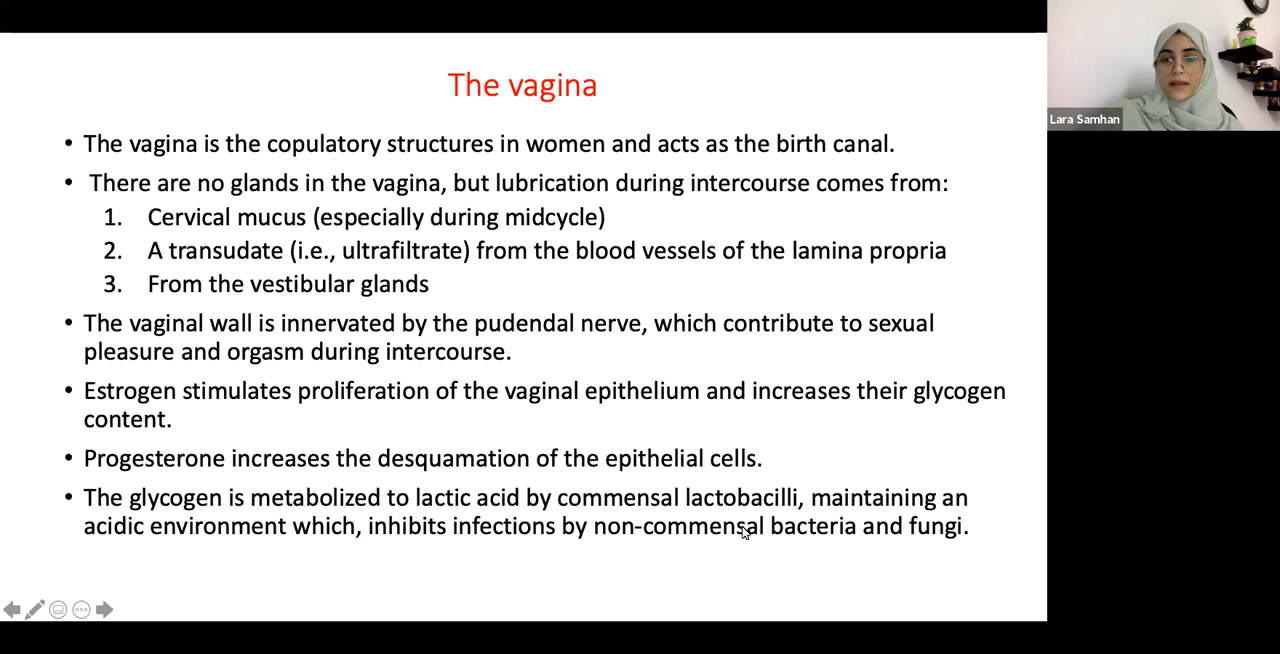 The vagina
• The vagina is the copulatory structures in women and acts as the birth canal.
• There are no glands in the vagina, but lubrication during intercourse comes from:
1. Cervical mucus (especially during midcycle)
2. A transudate (i.e., ultrafiltrate) from the blood vessels of the lamina propria
3. From the vestibular glands
• The vaginal wall is innervated by the pudendal nerve, which contribute to sexual
pleasure and orgasm during intercourse.
• Estrogen stimulates proliferation of the vaginal epithelium and increases their glycogen
content.
• Progesterone increases the desquamation of the epithelial cells.
• The glycogen is metabolized to lactic acid by commensal lactobacilli, maintaining an
acidic environment which, inhibits infections by non-commensal bacteria and fungi.
Lara Samhan